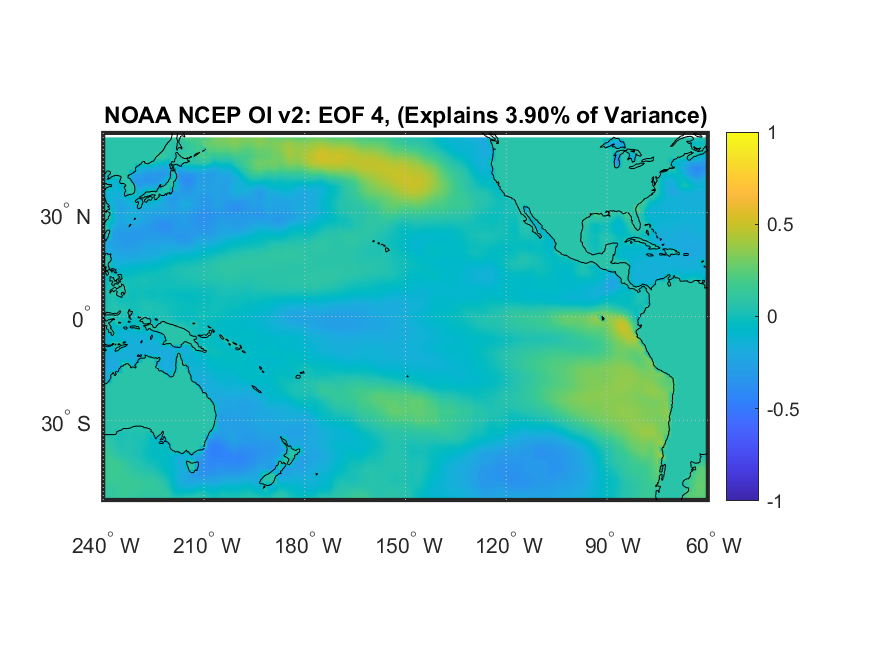 NOAA NCEP OI v2: EOF 4, (Explains 3.90% of Variance)
1
0.5
0
-0.5
-1
30° N
0°
30° S
240° W 210° W 180° W 150° W 120° W 90° W 60° W